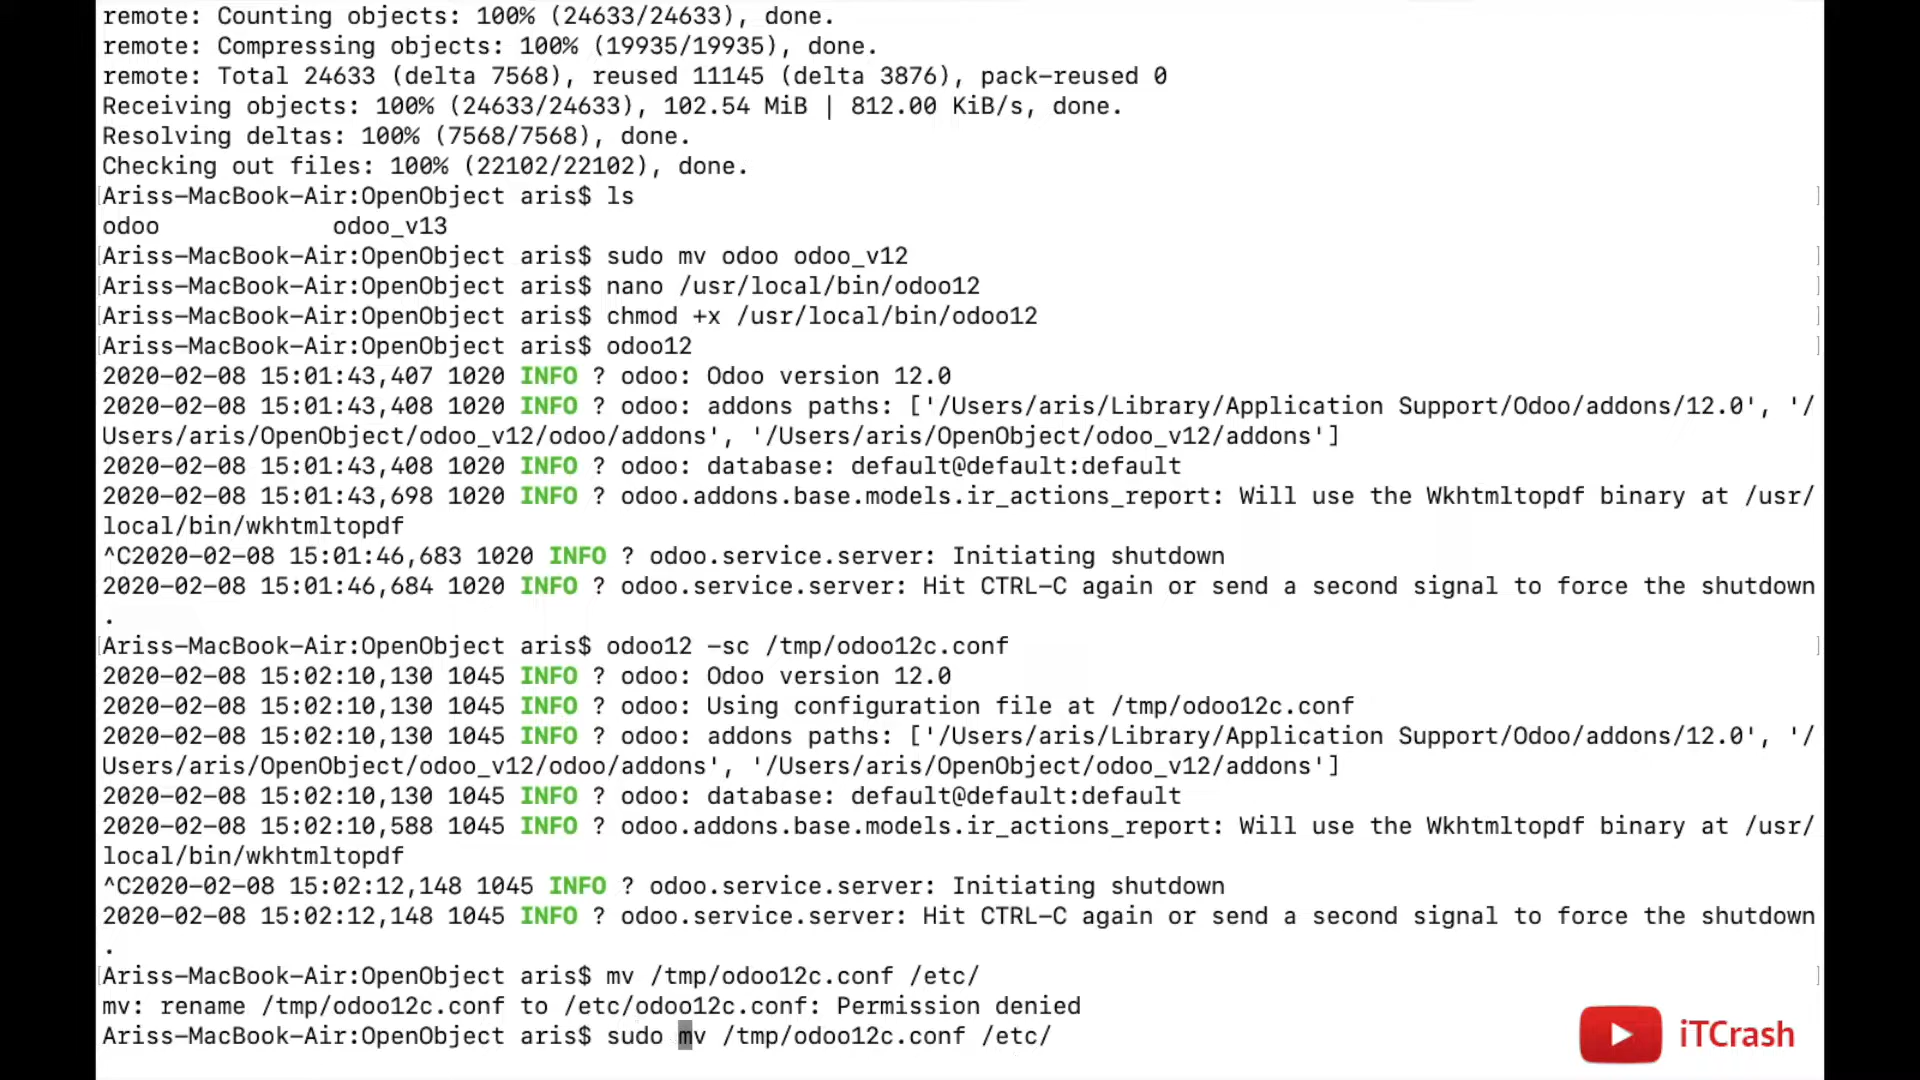 remote: Counting objects: 100% (24633/24633), done.
remote: Compressing objects: 100% (19935/19935), done.
remote: Total 24633 (delta 7568), reused 11145 (delta 3876), pack-reused 0
Receiving objects: 100% (24633/24633), 102.54 MiB | 812.00 KiB/s, done.
Resolving deltas: 100% (7568/7568), done.
Checking out files: 100% (22102/22102), done.
[Ariss-MacBook-Air:OpenObject aris$ ls ]
odoo odoo_v13
[Ariss-MacBook-Air:OpenObject aris$ sudo mv odoo odoo_v12 ]
[Ariss-MacBook-Air:OpenObject aris$ nano /usr/local/bin/odoo12 ]
[Ariss-MacBook-Air:OpenObject aris$ chmod +x /usr/local/bin/odoo12 ]
[Ariss-MacBook-Air:OpenObject aris$ odoo12 ]
2020-02-08 15:01:43,407 1020 INFO ? odoo: Odoo version 12.0
2020-02-08 15:01:43,408 1020 INFO ? odoo: addons paths: ['/Users/aris/Library/Application Support/Odoo/addons/12.0', '/
Users/aris/OpenObject/odoo_v12/odoo/addons', '/Users/aris/OpenObject/odoo_v12/addons']
2020-02-08 15:01:43,408 1020 INFO ? odoo: database: default@default:default
2020-02-08 15:01:43,698 1020 INFO ? odoo.addons.base.models.ir_actions_report: Will use the Wkhtmltopdf binary at /usr/
local/bin/wkhtmltopdf
^C2020-02-08 15:01:46,683 1020 INFO ? odoo.service.server: Initiating shutdown
2020-02-08 15:01:46,684 1020 INFO ? odoo.service.server: Hit CTRL-C again or send a second signal to force the shutdown
.
[Ariss-MacBook-Air:OpenObject aris$ odoo12 -sc /tmp/odoo12c.conf ]
2020-02-08 15:02:10,130 1045 INFO ? odoo: Odoo version 12.0
2020-02-08 15:02:10,130 1045 INFO ? odoo: Using configuration file at /tmp/odoo12c.conf
2020-02-08 15:02:10,130 1045 INFO ? odoo: addons paths: ['/Users/aris/Library/Application Support/Odoo/addons/12.0', '/
Users/aris/OpenObject/odoo_v12/odoo/addons', '/Users/aris/OpenObject/odoo_v12/addons']
2020-02-08 15:02:10,130 1045 INFO ? odoo: database: default@default:default
2020-02-08 15:02:10,588 1045 INFO ? odoo.addons.base.models.ir_actions_report: Will use the Wkhtmltopdf binary at /usr/
local/bin/wkhtmltopdf
^C2020-02-08 15:02:12,148 1045 INFO ? odoo.service.server: Initiating shutdown
2020-02-08 15:02:12,148 1045 INFO ? odoo.service.server: Hit CTRL-C again or send a second signal to force the shutdown
.
[Ariss-MacBook-Air:OpenObject aris$ mv /tmp/odoo12c.conf /etc/ ]
mv: rename /tmp/odoo12c.conf to /etc/odoo12c.conf: Permission denied
Ariss-MacBook-Air:OpenObject aris$ sudo mv /tmp/odoo12c.conf /etc/
iTCrash